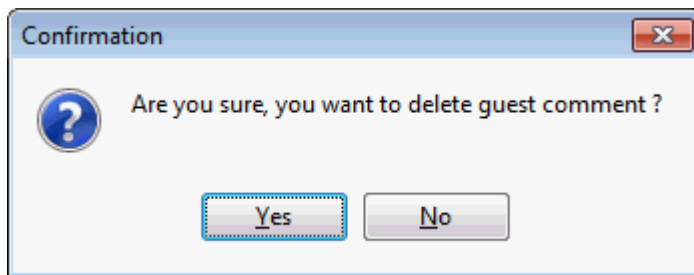 Confirmation
Are you sure, you want to delete guest comment ?
Yes
No